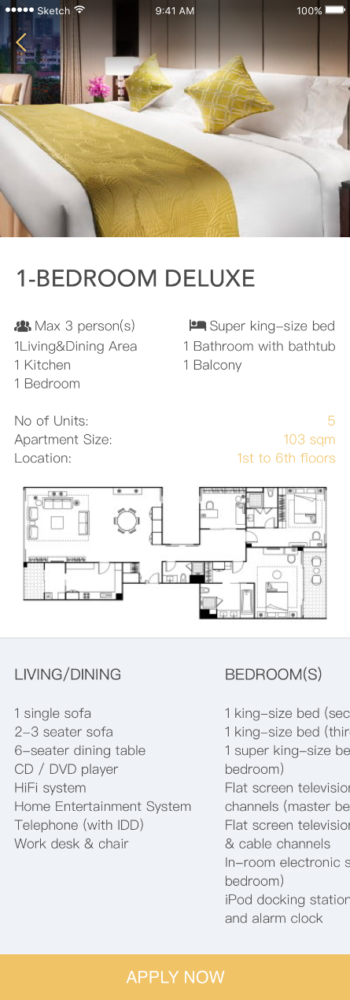 Sketch 9:41 AM 100%
1-BEDROOM DELUXE
Max 3 person(s)
1Living&Dining Area
1 Kitchen
1 Bedroom
Super king-size bed
1 Bathroom with bathtub
1 Balcony
No of Units: 5
Apartment Size: 103 sqm
Location: 1st to 6th floors
LIVING/DINING
1 single sofa
2-3 seater sofa
6-seater dining table
CD / DVD player
HiFi system
Home Entertainment System
Telephone (with IDD)
Work desk & chair
BEDROOM(S)
1 king-size bed (sec
1 king-size bed (thir
1 super king-size be
bedroom)
Flat screen television
channels (master be
Flat screen television
& cable channels
In-room electronic s
bedroom)
iPod docking station
and alarm clock
APPLY NOW